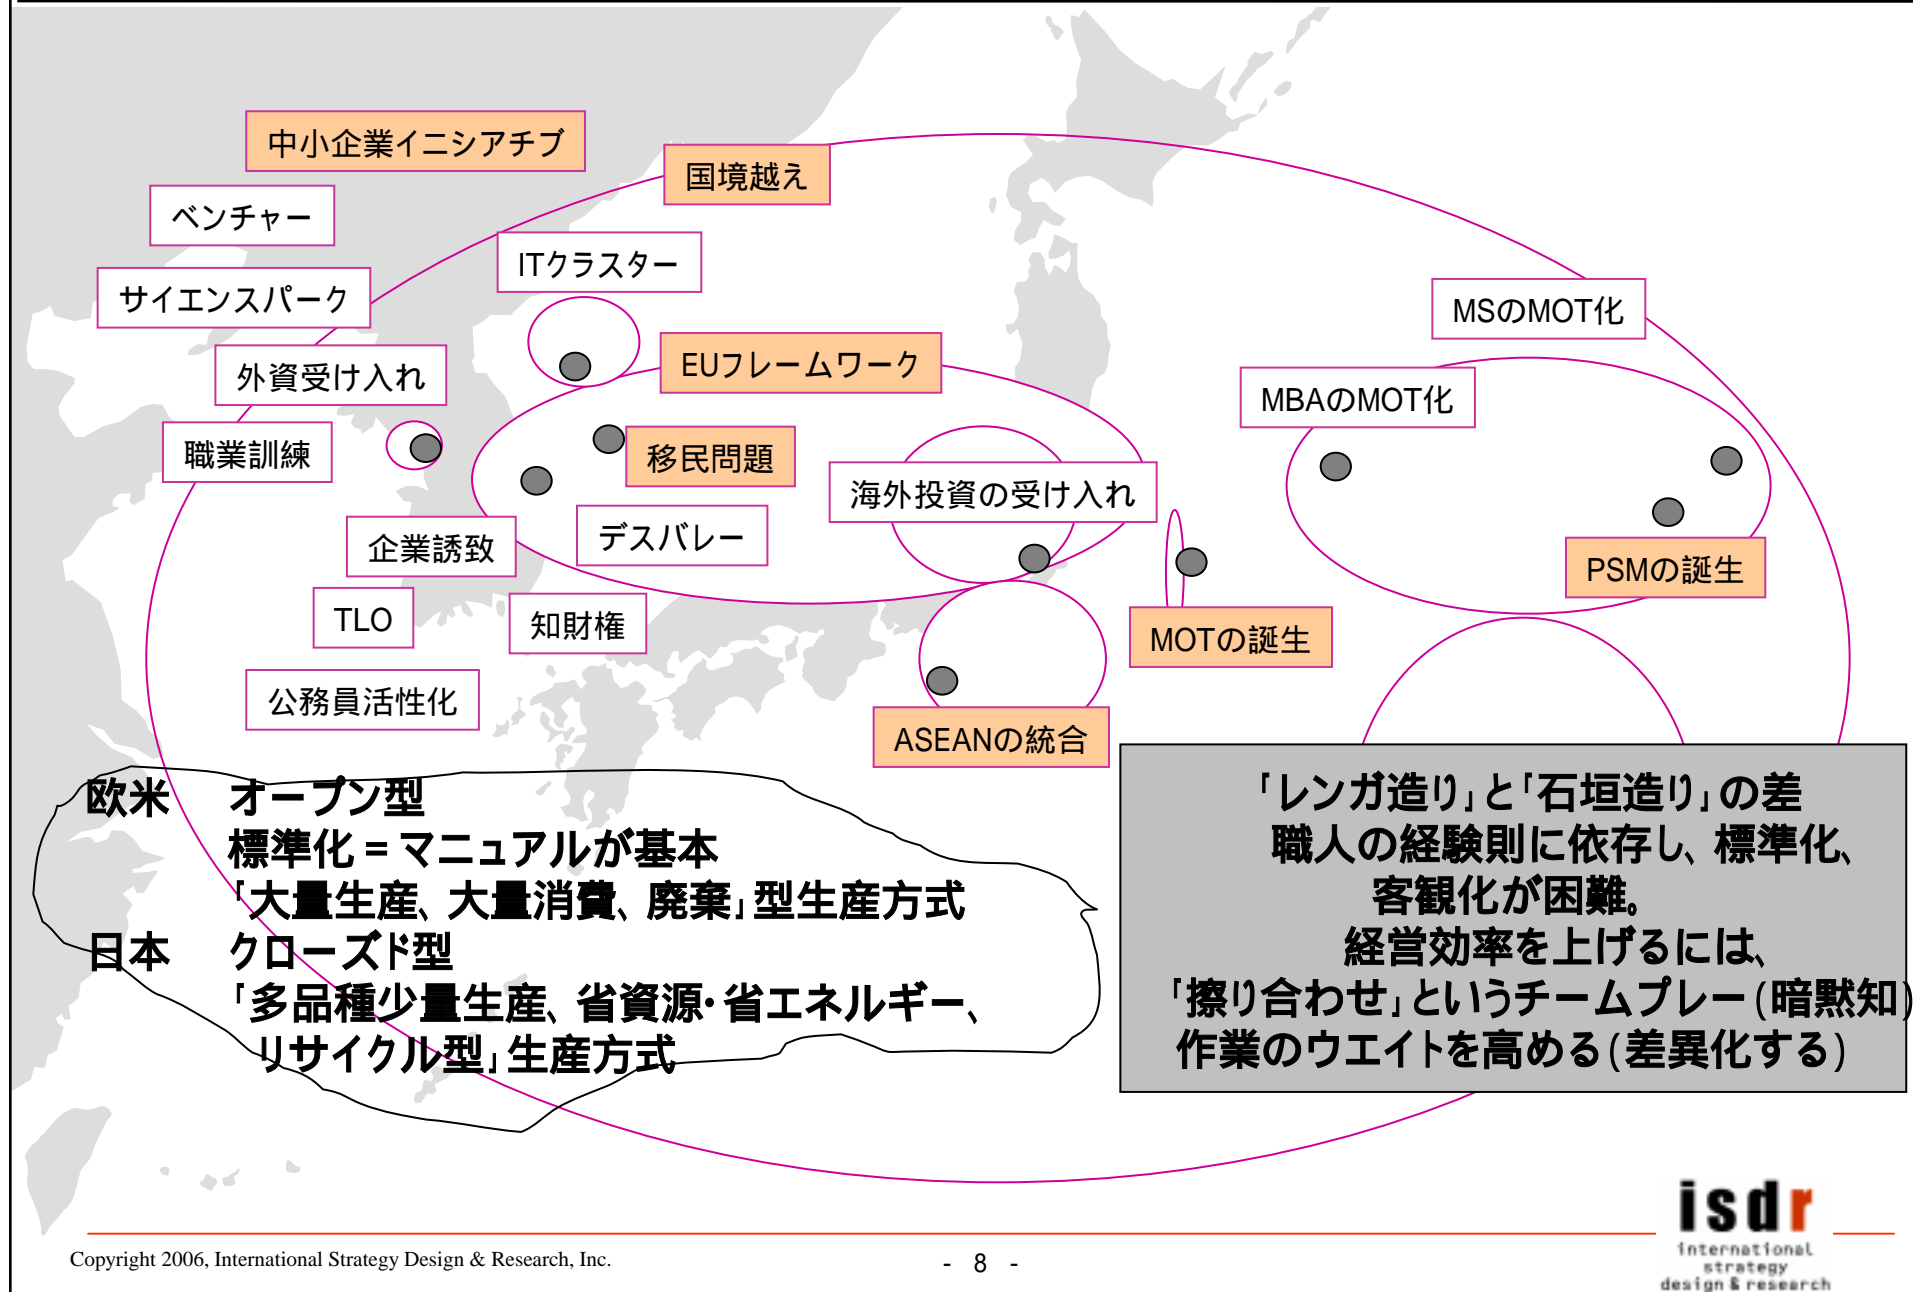 中小企業イニシアチブ
国境越え
ベンチャー
ITクラスター
サイエンスパーク
MSのMOT化
外資受け入れ
EUフレームワーク
MBAのMOT化
職業訓練
移民問題
海外投資の受け入れ
企業誘致
デスバレー
PSMの誕生
TLO
知財権
MOTの誕生
公務員活性化
ASEANの統合
欧米 オープン型
標準化=マニュアルが基本
「大量生産、大量消費、廃棄」型生産方式
日本 クローズド型
「多品種少量生産、省資源・省エネルギー、
リサイクル型」生産方式
「レンガ造り」と「石垣造り」の差
職人の経験則に依存し、標準化、
客観化が困難。
経営効率を上げるには、
「擦り合わせ」というチームプレー(暗黙知)
作業のウエイトを高める(差異化する)
isdr
international
strategy
design & research
Copyright 2006, International Strategy Design & Research, Inc.
- 8 -